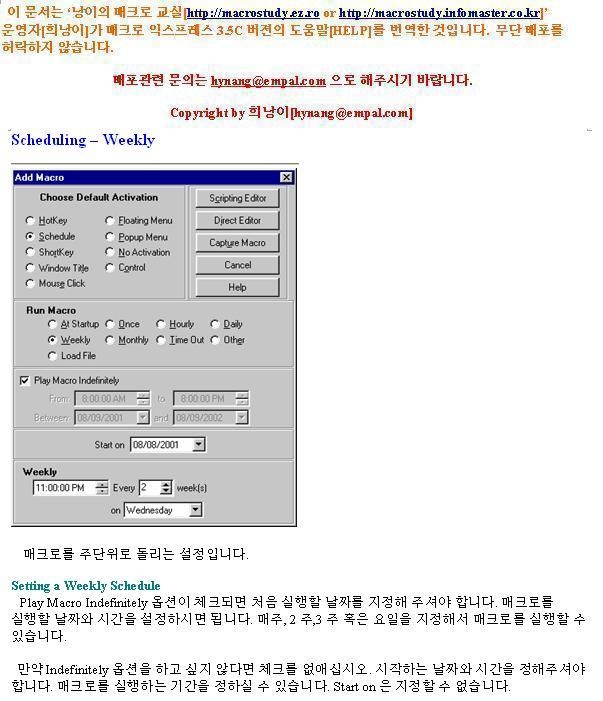 이 문서는 '낭이의 매크로 교실[http://macrostudy.ez.ro or http://macrostudy.infomaster.co.kr]'
운영자[희낭이]가 매크로 익스프레스 3.5C 버전의 도움말[HELP]를 번역한 것입니다. 무단 배포를
허락하지 않습니다.
배포관련 문의는 hynang@empal.com 으로 해주시기 바랍니다.
Copyright by 희낭이[hynang@empal.com]
Scheduling – Weekly
Add Macro
Choose Default Activation
Scripting Editor
HotKey
Floating Menu
Direct Editor
Schedule
Popup Menu
Capture Macro
ShortKey
No Activation
Cancel
Window Title
Control
Mouse Click
Help
Run Macro
At Startup Once Hourly Daily
Weekly Monthly Time Out Other
Load File
Play Macro Indefinitely
From: 8:00:00 AM to 8:00:00 PM
Between: 08/09/2001 and 08/09/2002
Start on 08/08/2001
Weekly
11:00:00 PM Every 2 week(s)
on Wednesday
매크로를 주단위로 돌리는 설정입니다.
Setting a Weekly Schedule
Play Macro Indefinitely 옵션이 체크되면 처음 실행할 날짜를 지정해 주셔야 합니다. 매크로를
실행할 날짜와 시간을 설정하시면 됩니다. 매주, 2 주,3 주 혹은 요일을 지정해서 매크로를 실행할 수
있습니다.
만약 Indefinitely 옵션을 하고 싶지 않다면 체크를 없애십시오. 시작하는 날짜와 시간을 정해주셔야
합니다. 매크로를 실행하는 기간을 정하실 수 있습니다. Start on 은 지정할 수 없습니다.